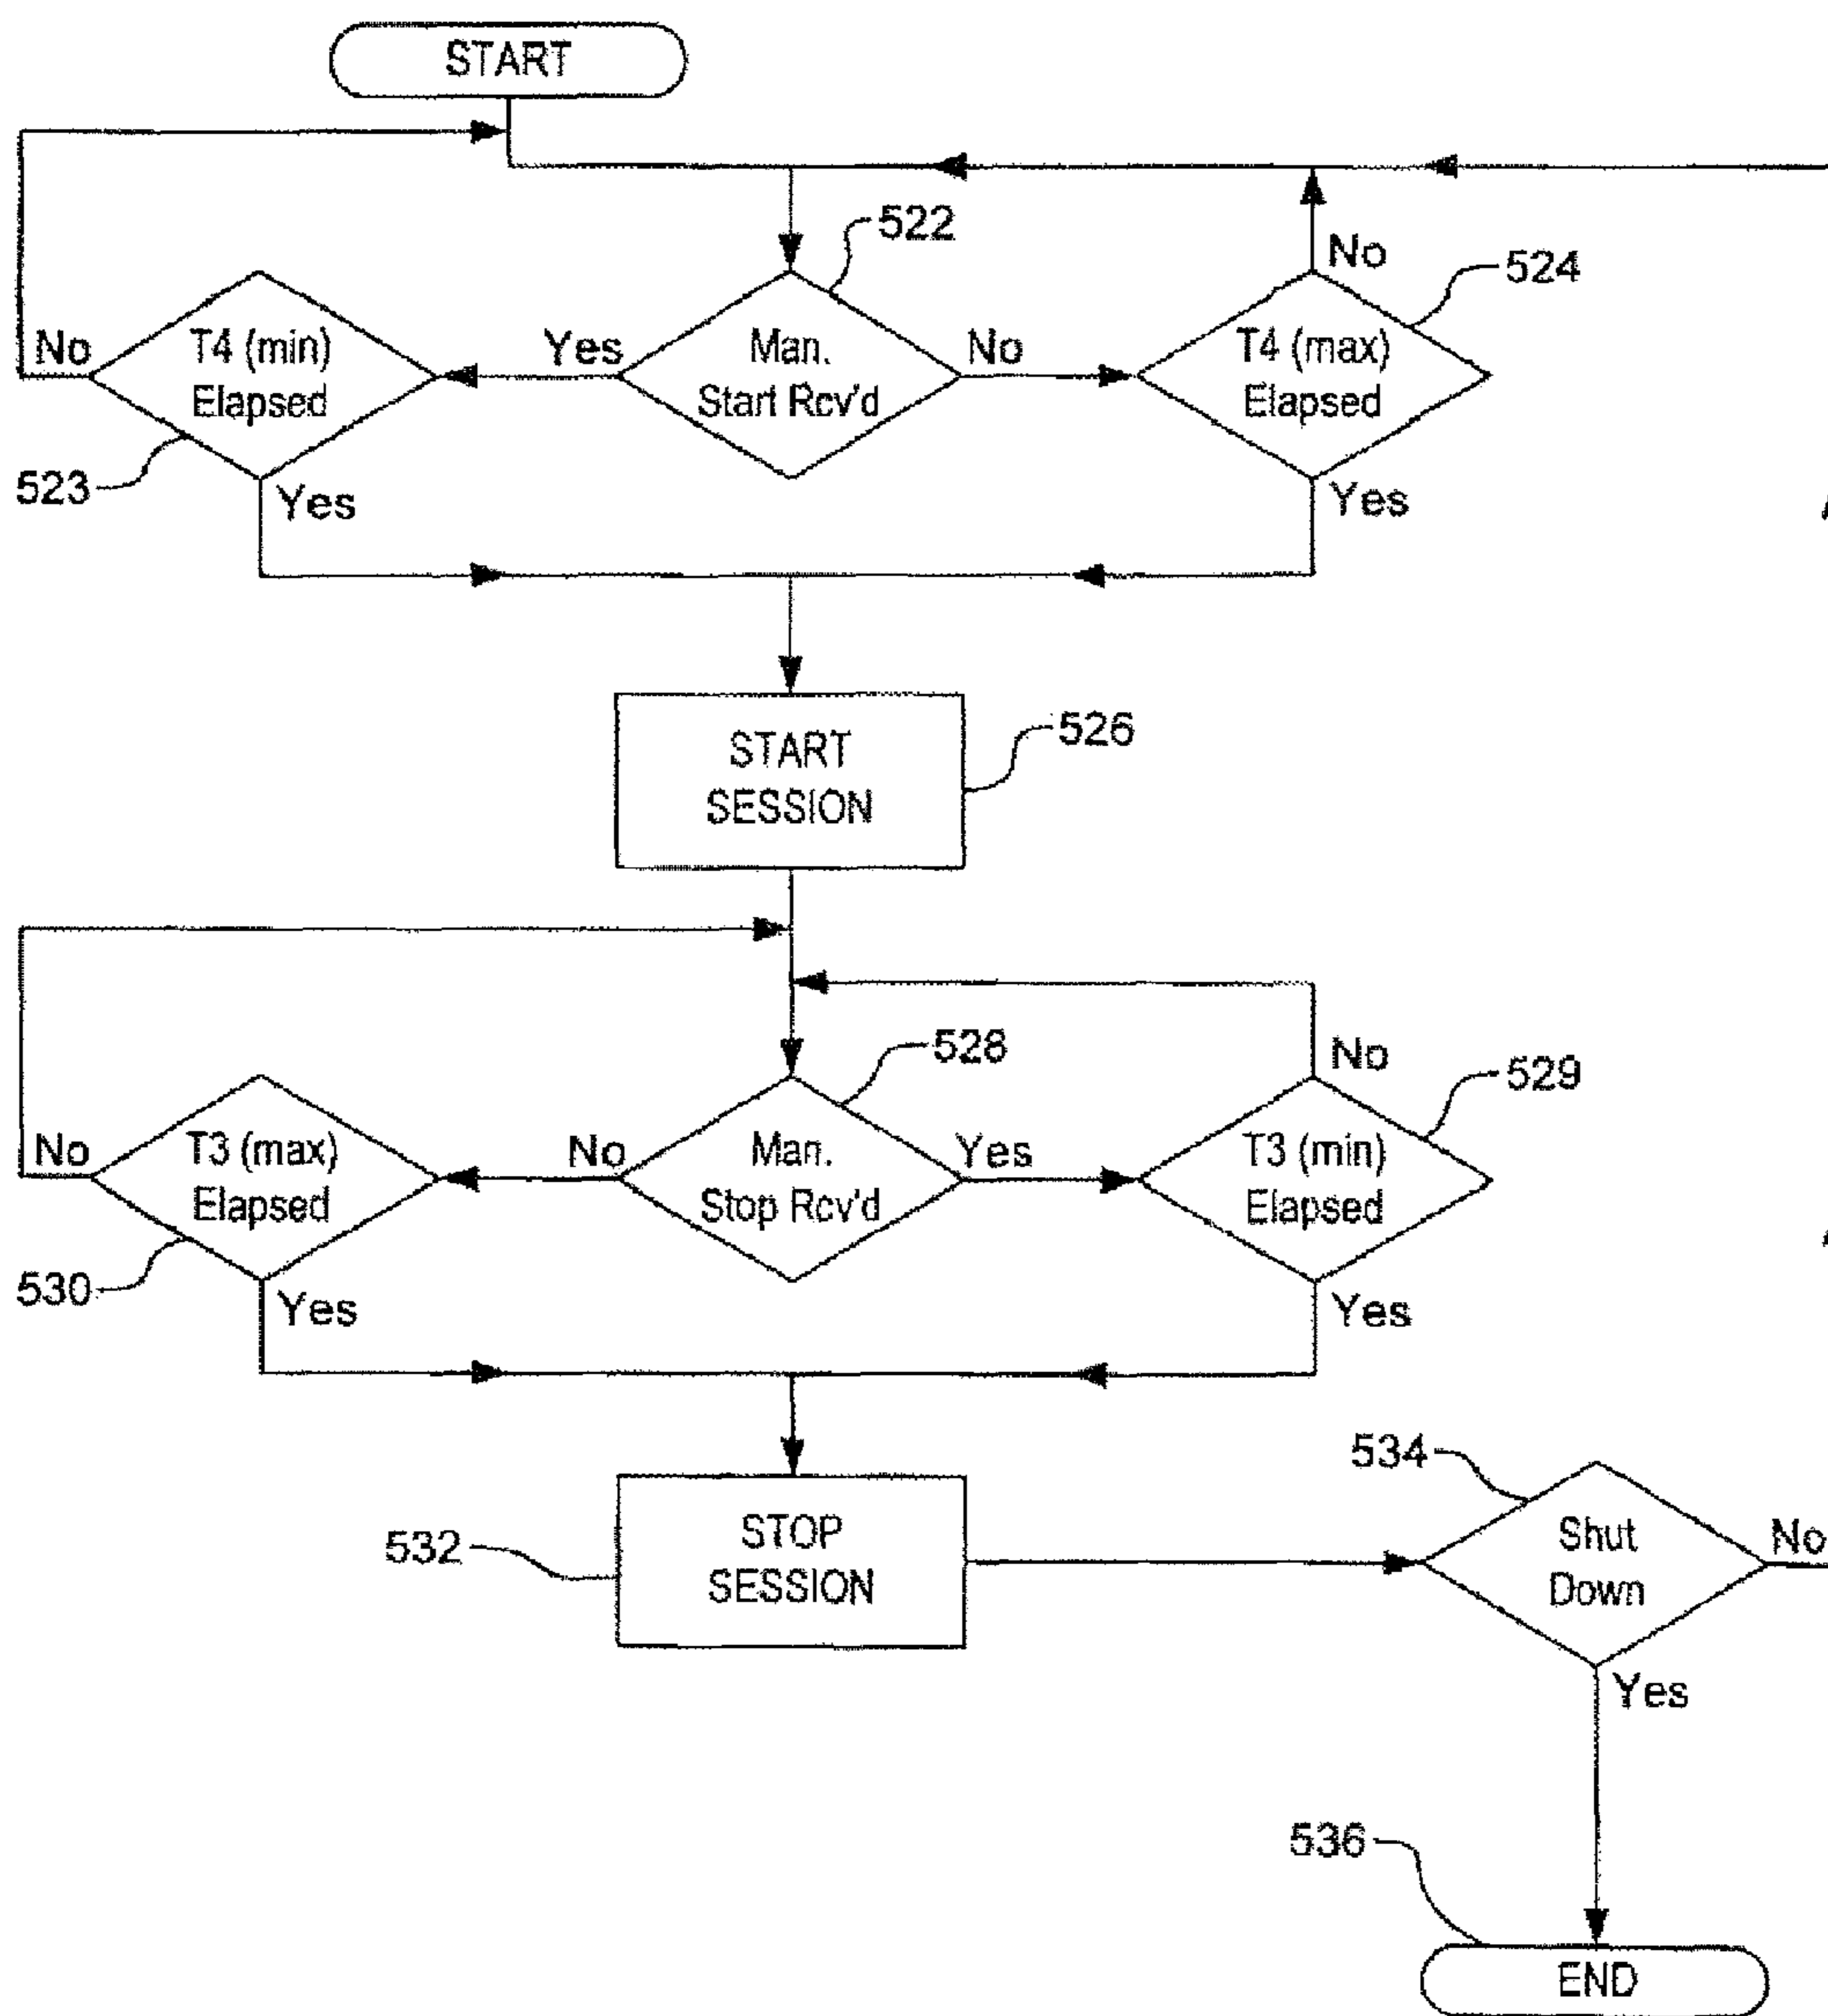 START
522
524
No
T4 (min)
Elapsed
No
Yes
Man.
Start Rcv'd
No
T4 (max)
Elapsed
523
Yes
Yes
START
SESSION
526
528
529
No
T3 (max)
Elapsed
No
No
Man.
Stop Rcv'd
Yes
T3 (min)
Elapsed
530
Yes
Yes
534
532
STOP
SESSION
Shut
Down
No
Yes
536
END